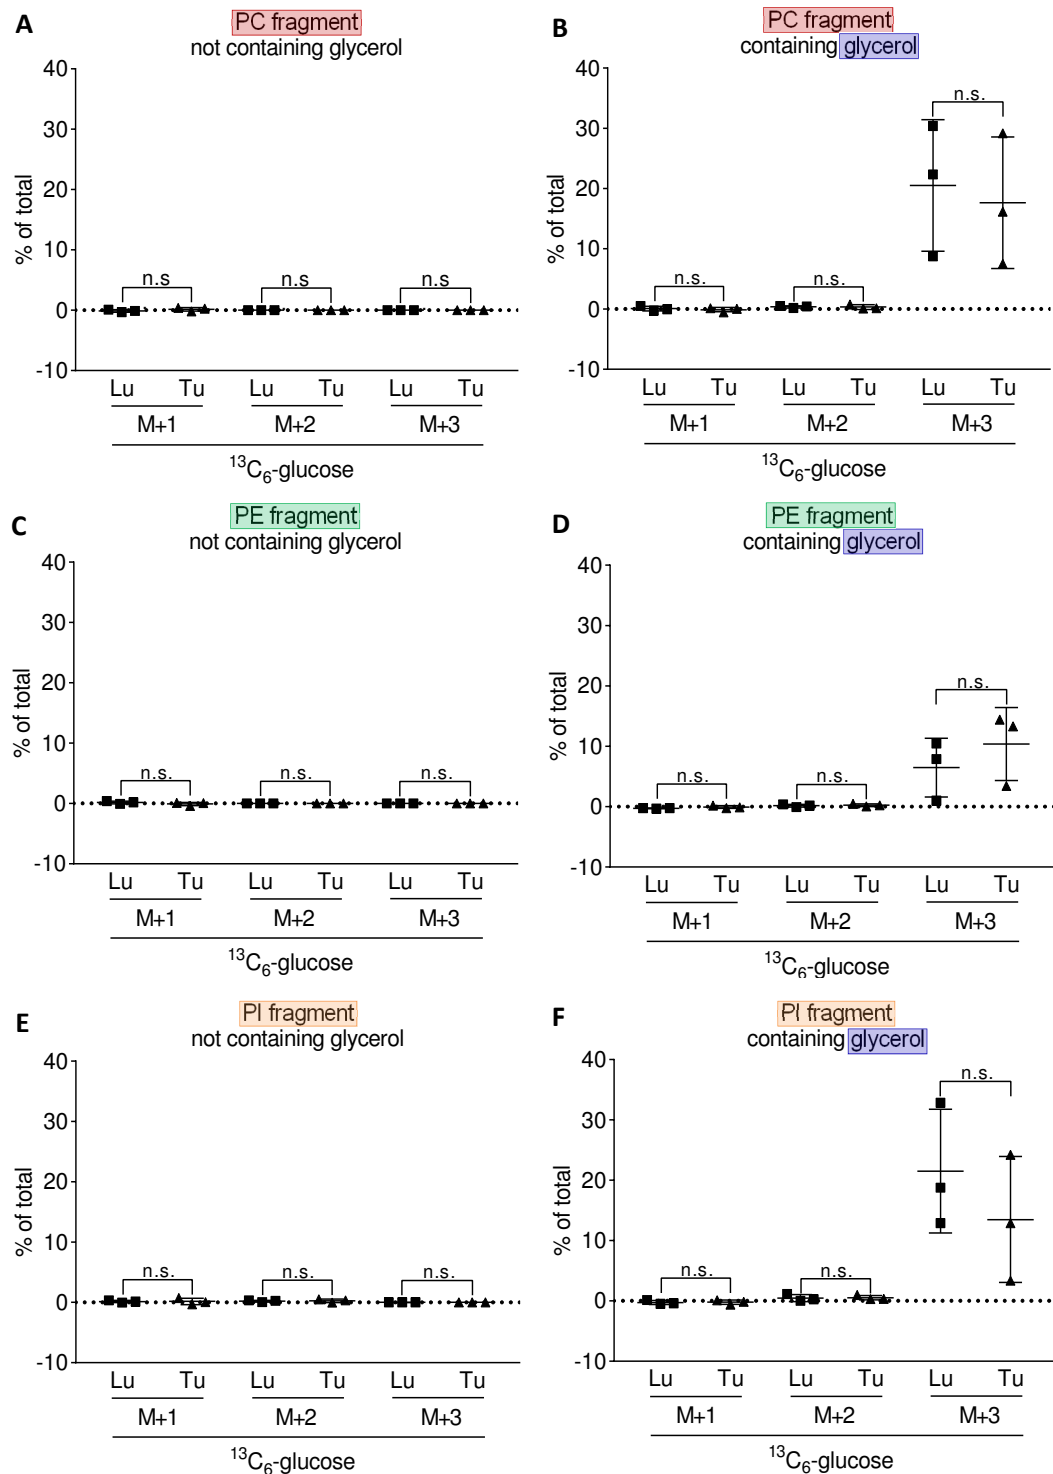 A
PC fragment
not containing glycerol
% of total
40
30
20
10
0
-10
n.s
n.s
n.s
Lu Tu Lu Tu Lu Tu
M+1 M+2 M+3
¹³C₆-glucose
B
PC fragment
containing glycerol
% of total
40
30
20
10
0
-10
n.s.
n.s.
n.s.
Lu Tu Lu Tu Lu Tu
M+1 M+2 M+3
¹³C₆-glucose
C
PE fragment
not containing glycerol
% of total
40
30
20
10
0
-10
n.s.
n.s.
n.s.
Lu Tu Lu Tu Lu Tu
M+1 M+2 M+3
¹³C₆-glucose
D
PE fragment
containing glycerol
% of total
40
30
20
10
0
-10
n.s.
n.s.
n.s.
Lu Tu Lu Tu Lu Tu
M+1 M+2 M+3
¹³C₆-glucose
E
PI fragment
not containing glycerol
% of total
40
30
20
10
0
-10
n.s.
n.s.
n.s.
Lu Tu Lu Tu Lu Tu
M+1 M+2 M+3
¹³C₆-glucose
F
PI fragment
containing glycerol
% of total
40
30
20
10
0
-10
n.s.
n.s.
n.s.
Lu Tu Lu Tu Lu Tu
M+1 M+2 M+3
¹³C₆-glucose